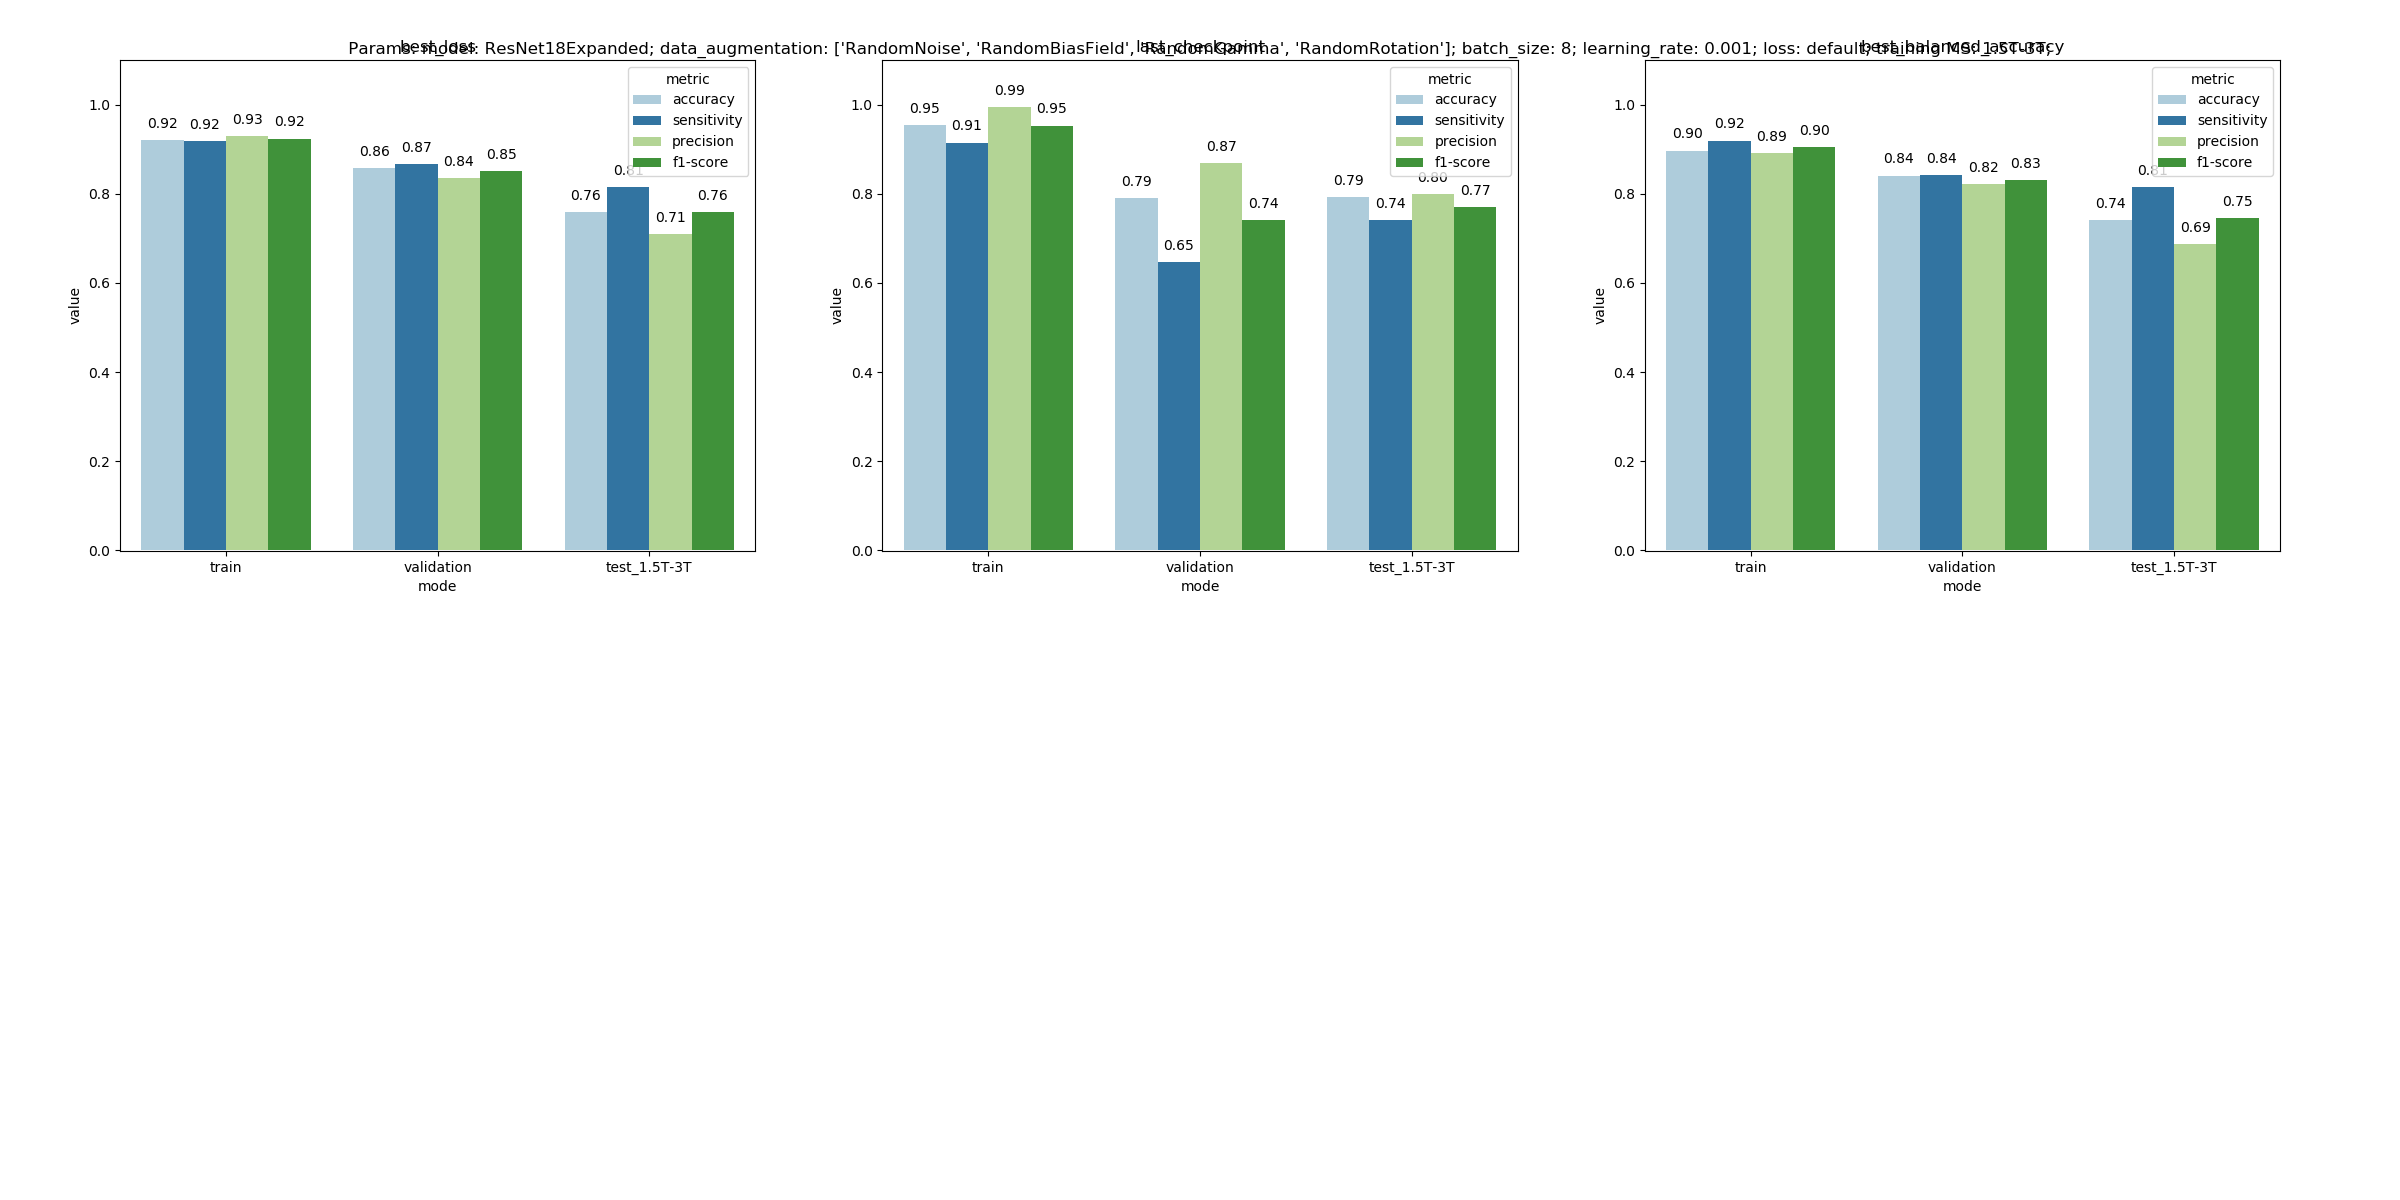 Params: model: ResNet18Expanded; data_augmentation: ['RandomNoise', 'RandomBiasField', 'RandomGamma', 'RandomRotation']; batch_size: 8; learning_rate: 0.001; loss: default; training MS: 1.5T-3T;
best_loss
value
1.0
0.8
0.6
0.4
0.2
0.0
0.92 0.92 0.93 0.92
0.86 0.87 0.84 0.85
0.76 0.81 0.71 0.76
metric
accuracy
sensitivity
precision
f1-score
train validation test_1.5T-3T
mode
last_checkpoint
value
1.0
0.8
0.6
0.4
0.2
0.0
0.95 0.91 0.99 0.95
0.79 0.65 0.87 0.74
0.79 0.74 0.80 0.77
metric
accuracy
sensitivity
precision
f1-score
train validation test_1.5T-3T
mode
best_balanced_accuracy
value
1.0
0.8
0.6
0.4
0.2
0.0
0.90 0.92 0.89 0.90
0.84 0.84 0.82 0.83
0.74 0.81 0.69 0.75
metric
accuracy
sensitivity
precision
f1-score
train validation test_1.5T-3T
mode